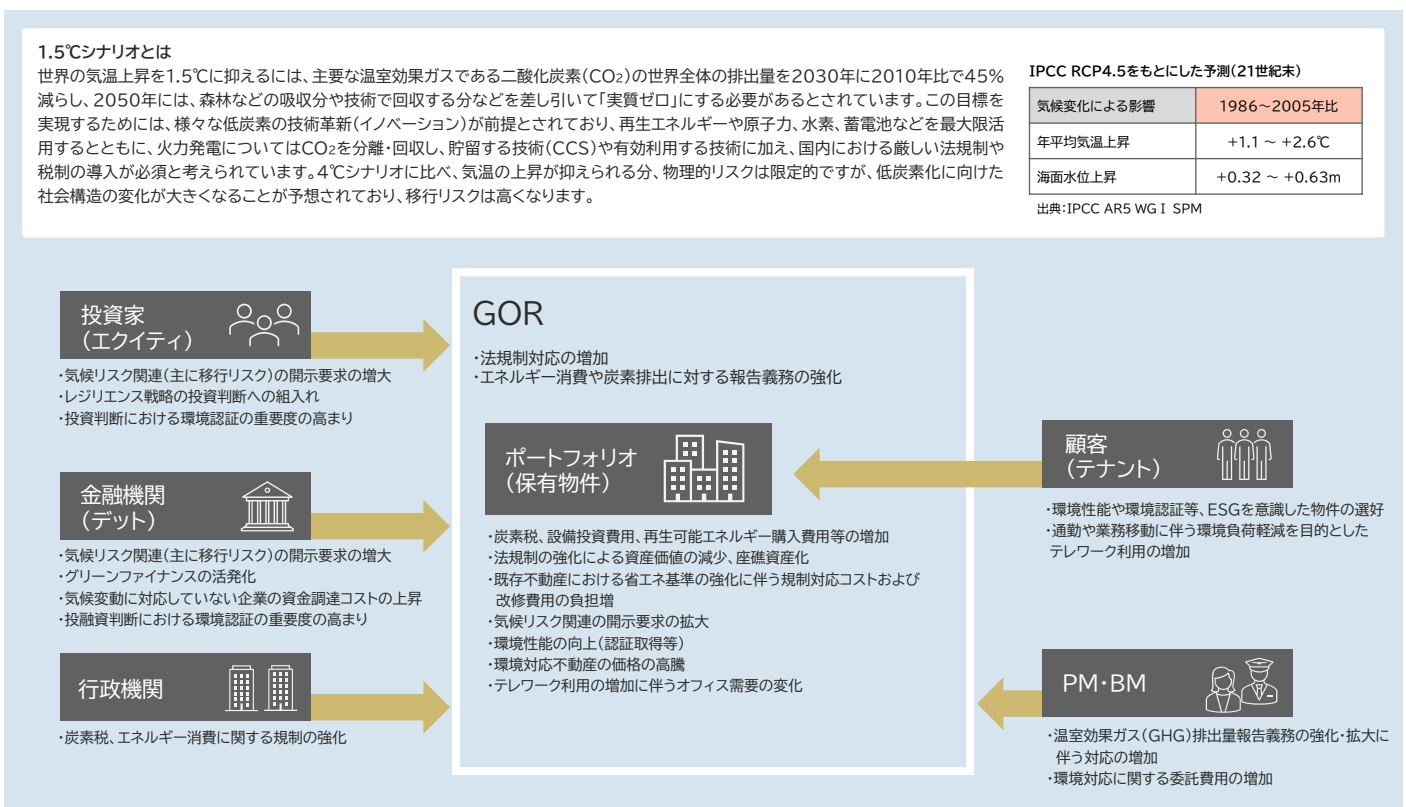 1.5℃シナリオとは
世界の気温上昇を1.5℃に抑えるには、主要な温室効果ガスである二酸化炭素(CO₂)の世界全体の排出量を2030年に2010年比で45%
減らし、2050年には、森林などの吸収分や技術で回収する分などを差し引いて「実質ゼロ」にする必要があるとされています。この目標を
実現するためには、様々な低炭素の技術革新(イノベーション)が前提とされており、再生エネルギーや原子力、水素、蓄電池などを最大限活
用するとともに、火力発電についてはCO₂を分離・回収し、貯留する技術(CCS)や有効利用する技術に加え、国内における厳しい法規制や
税制の導入が必須と考えられています。4℃シナリオに比べ、気温の上昇が抑えられる分、物理的リスクは限定的ですが、低炭素化に向けた
社会構造の変化が大きくなることが予想されており、移行リスクは高くなります。
IPCC RCP4.5をもとにした予測(21世紀末)
気候変化による影響 1986～2005年比
年平均気温上昇 +1.1 ～ +2.6℃
海面水位上昇 +0.32 ～ +0.63m
出典:IPCC AR5 WG I SPM
投資家
(エクイティ)
・気候リスク関連(主に移行リスク)の開示要求の増大
・レジリエンス戦略の投資判断への組入れ
・投資判断における環境認証の重要度の高まり
金融機関
(デット)
・気候リスク関連(主に移行リスク)の開示要求の増大
・グリーンファイナンスの活発化
・気候変動に対応していない企業の資金調達コストの上昇
・投融資判断における環境認証の重要度の高まり
行政機関
・炭素税、エネルギー消費に関する規制の強化
GOR
・法規制対応の増加
・エネルギー消費や炭素排出に対する報告義務の強化
ポートフォリオ
(保有物件)
・炭素税、設備投資費用、再生可能エネルギー購入費用等の増加
・法規制の強化による資産価値の減少、座礁資産化
・既存不動産における省エネ基準の強化に伴う規制対応コストおよび
改修費用の負担増
・気候リスク関連の開示要求の拡大
・環境性能の向上(認証取得等)
・環境対応不動産の価格の高騰
・テレワーク利用の増加に伴うオフィス需要の変化
顧客
(テナント)
・環境性能や環境認証等、ESGを意識した物件の選好
・通勤や業務移動に伴う環境負荷軽減を目的とした
テレワーク利用の増加
PM・BM
・温室効果ガス(GHG)排出量報告義務の強化・拡大に
伴う対応の増加
・環境対応に関する委託費用の増加